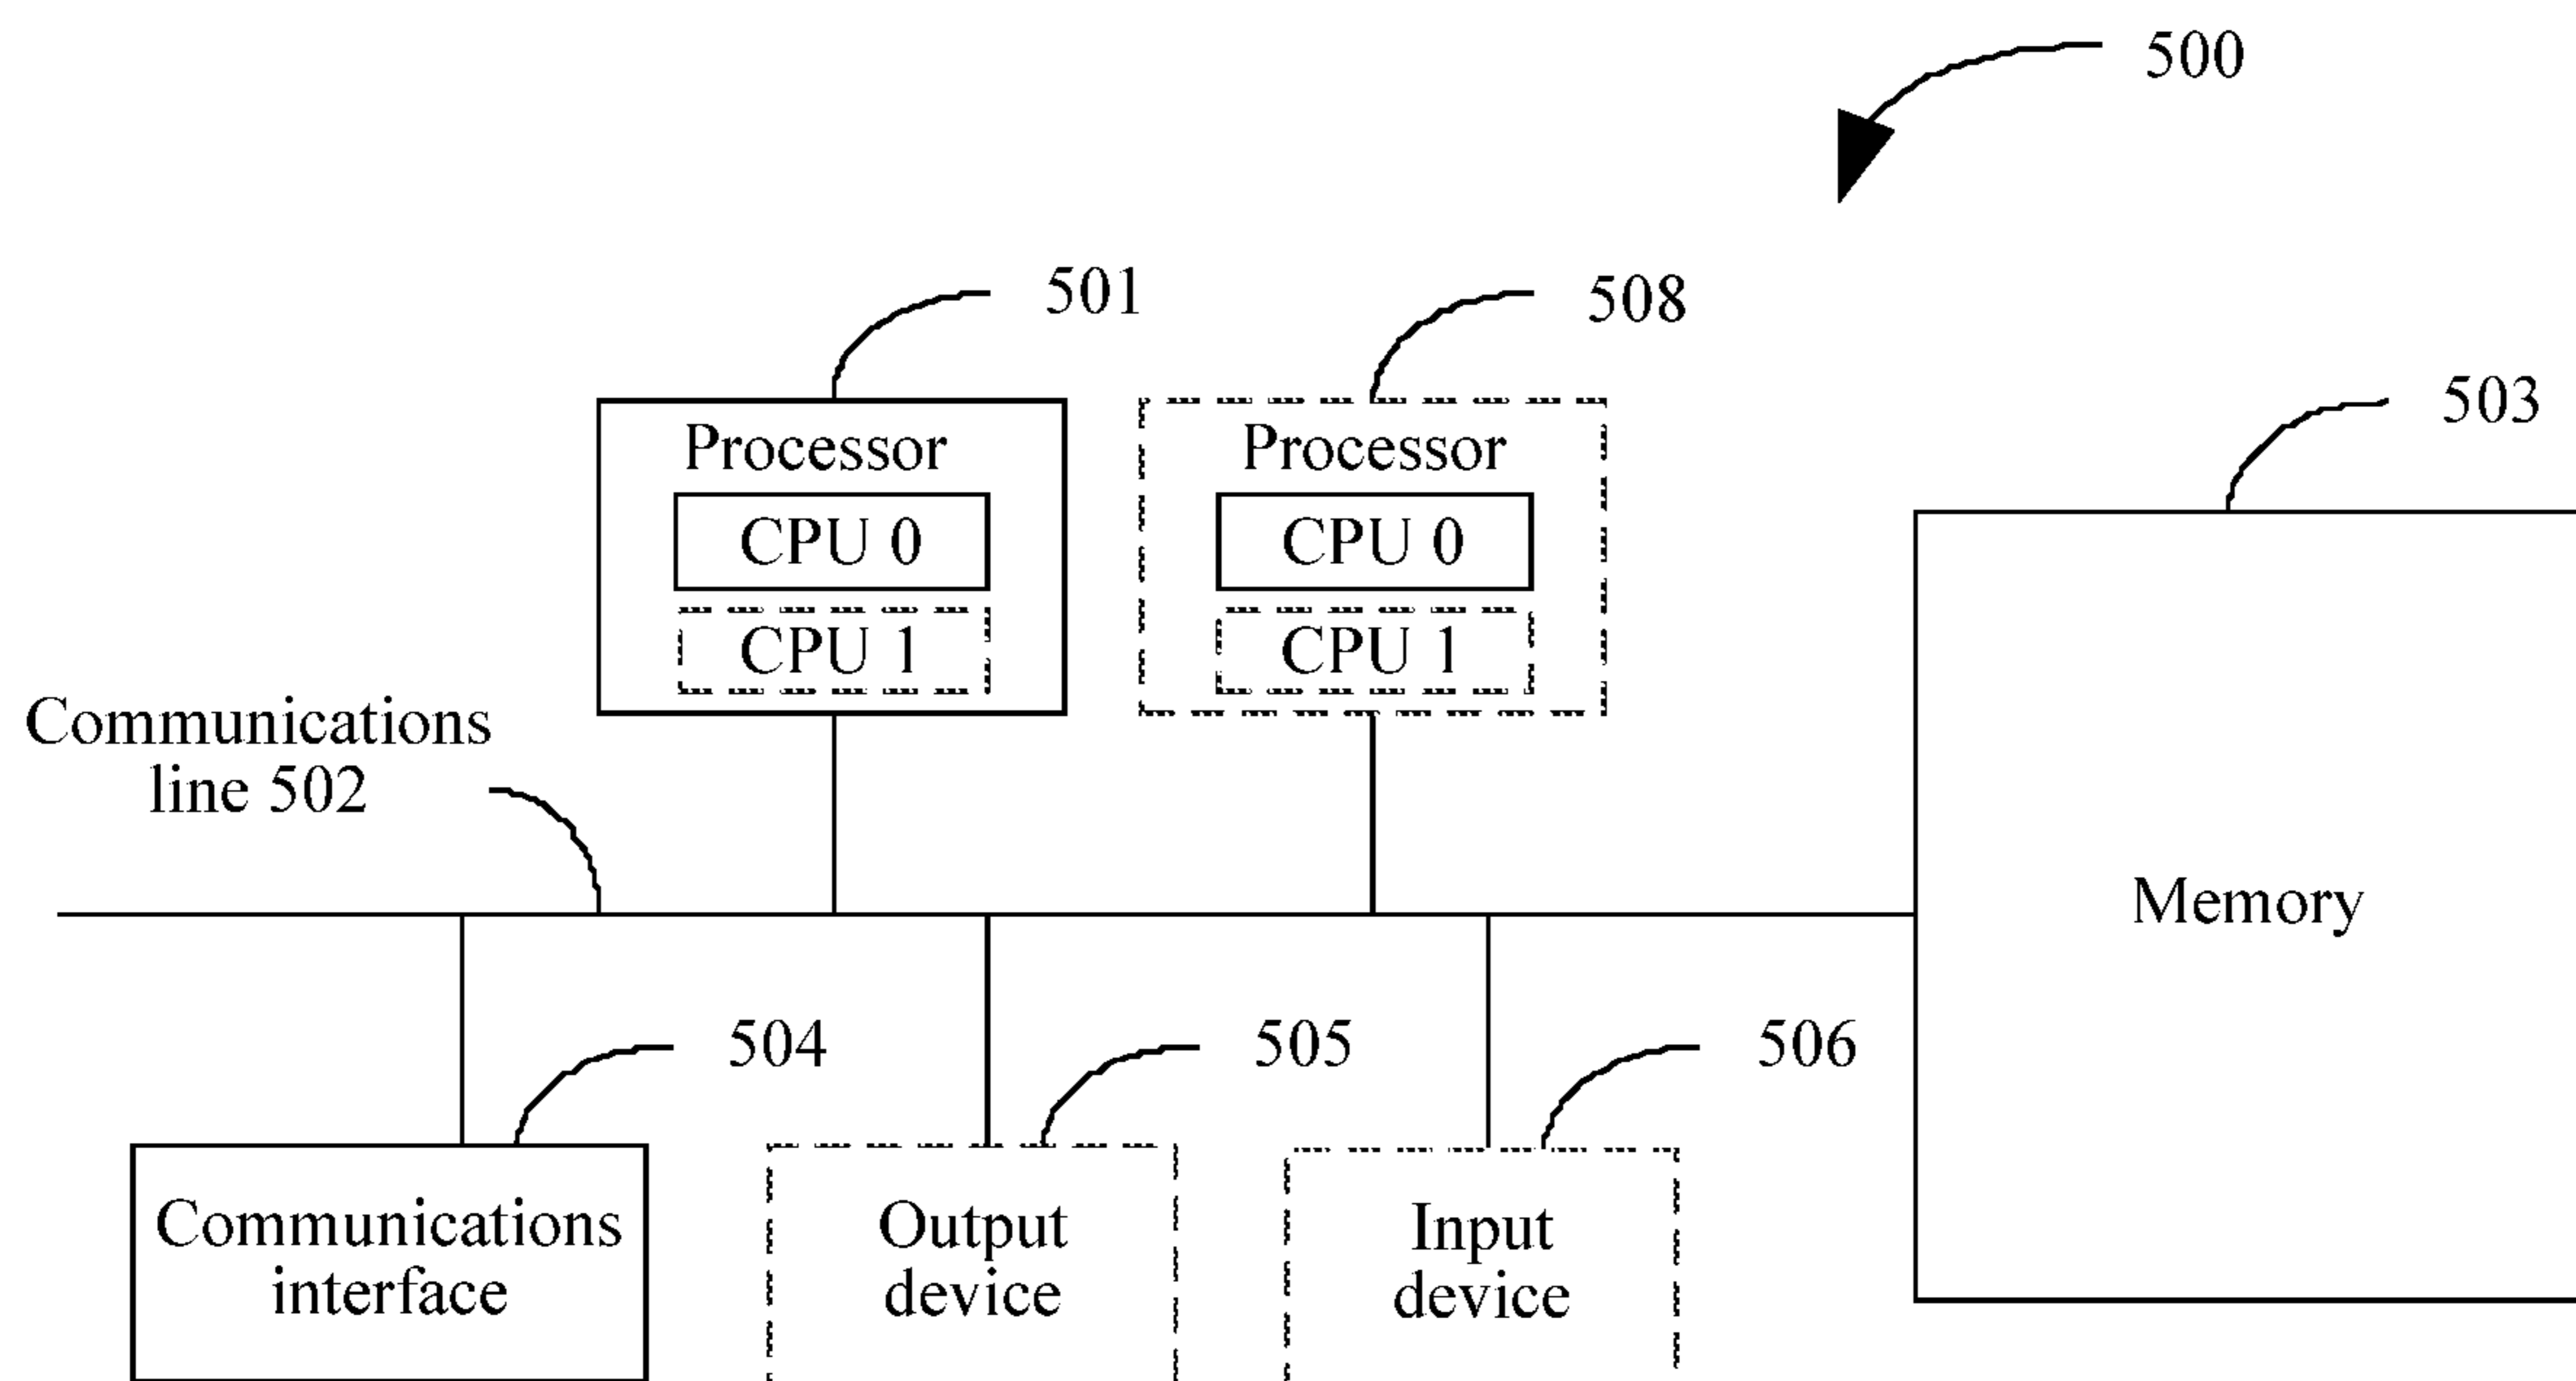 500
501
508
503
Processor
CPU 0
CPU 1
Processor
CPU 0
CPU 1
Communications
line 502
Memory
504
505
506
Communications
interface
Output
device
Input
device